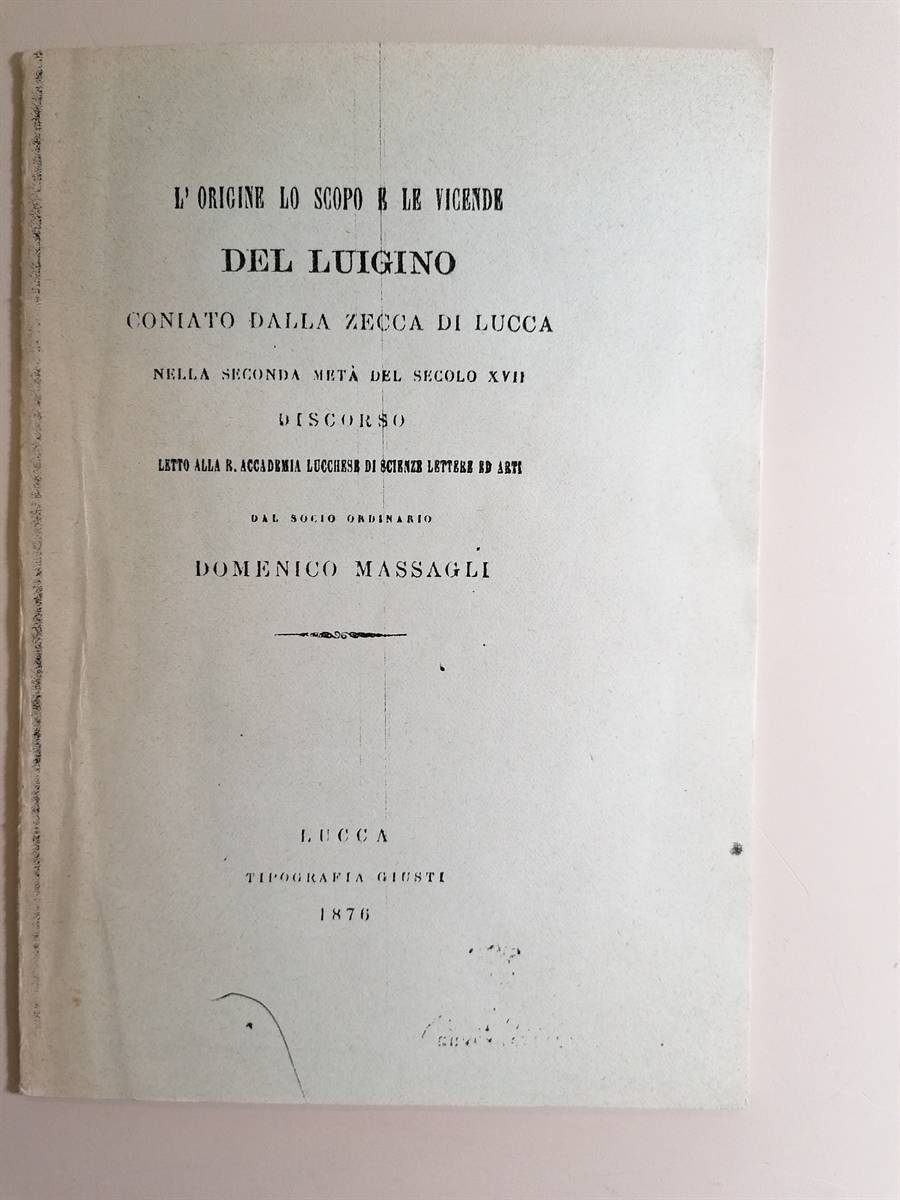 L' ORIGINE LO SCOPO E LE VICENDE
DEL LUIGINO
CONIATO DALLA ZECCA DI LUCCA
NELLA SECONDA METÀ DEL SECOLO XVII
DISCORSO
LETTO ALLA R. ACCADEMIA LUCCHESE DI SCIENZE LETTERE ED ARTI
DAL SOCIO ORDINARIO
DOMENICO MASSAGLI
LUCCA
TIPOGRAFIA GIUSTI
1876